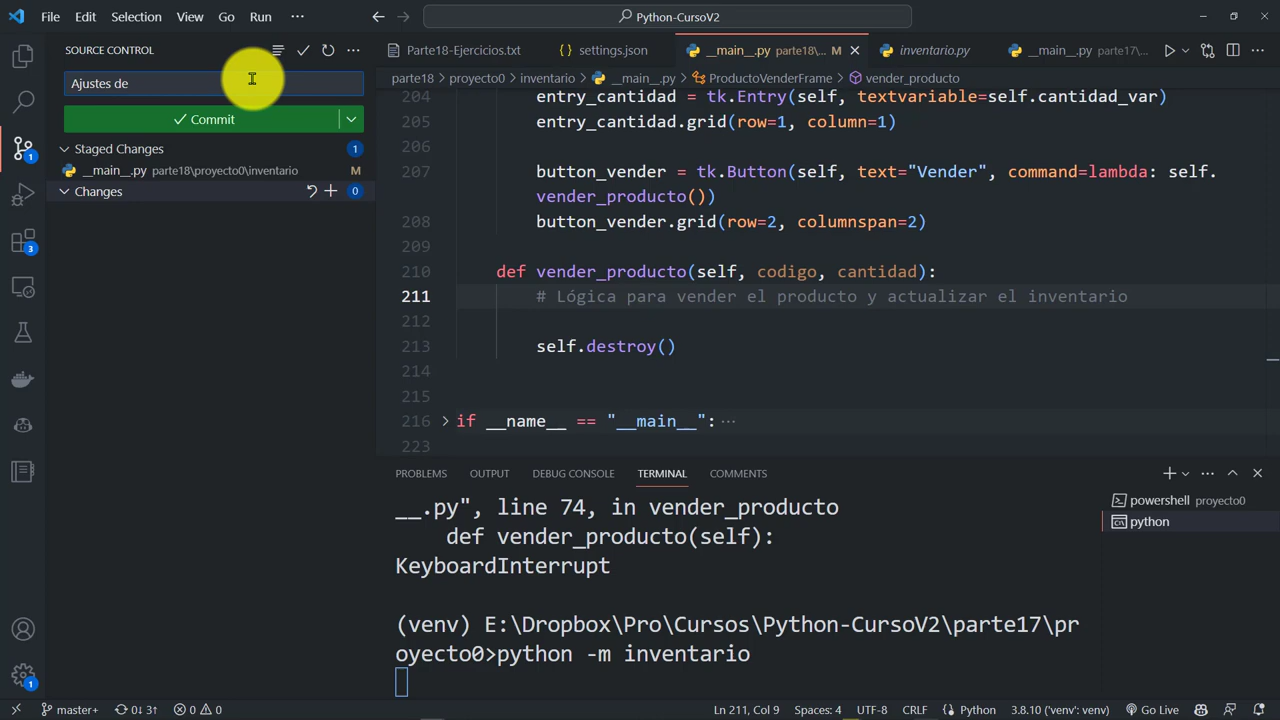 File Edit Selection View Go Run ··· Python-CursoV2
SOURCE CONTROL
Ajustes de
Commit
Staged Changes 1
__main__.py parte18\proyecto0\inventario M
Changes 0
1
3
1
Parte18-Ejercicios.txt {} settings.json __main__.py parte18\... M inventario.py __main__.py parte17\...
parte18 > proyecto0 > inventario > __main__.py > ProductoVenderFrame > vender_producto
204 entry_cantidad = tk.Entry(self, textvariable=self.cantidad_var)
205 entry_cantidad.grid(row=1, column=1)
206
207 button_vender = tk.Button(self, text="Vender", command=lambda: self.
vender_producto())
208 button_vender.grid(row=2, columnspan=2)
209
210 def vender_producto(self, codigo, cantidad):
211 # Lógica para vender el producto y actualizar el inventario
212
213 self.destroy()
214
215
216 if __name__ == "__main__": ···
223
PROBLEMS OUTPUT DEBUG CONSOLE TERMINAL COMMENTS
__.py", line 74, in vender_producto
def vender_producto(self):
KeyboardInterrupt
(venv) E:\Dropbox\Pro\Cursos\Python-CursoV2\parte17\pr
oyecto0>python -m inventario
powershell proyecto0
python
master+ 0↓ 3↑ 0 0 Ln 211, Col 9 Spaces: 4 UTF-8 CRLF Python 3.8.10 ('venv': venv) Go Live